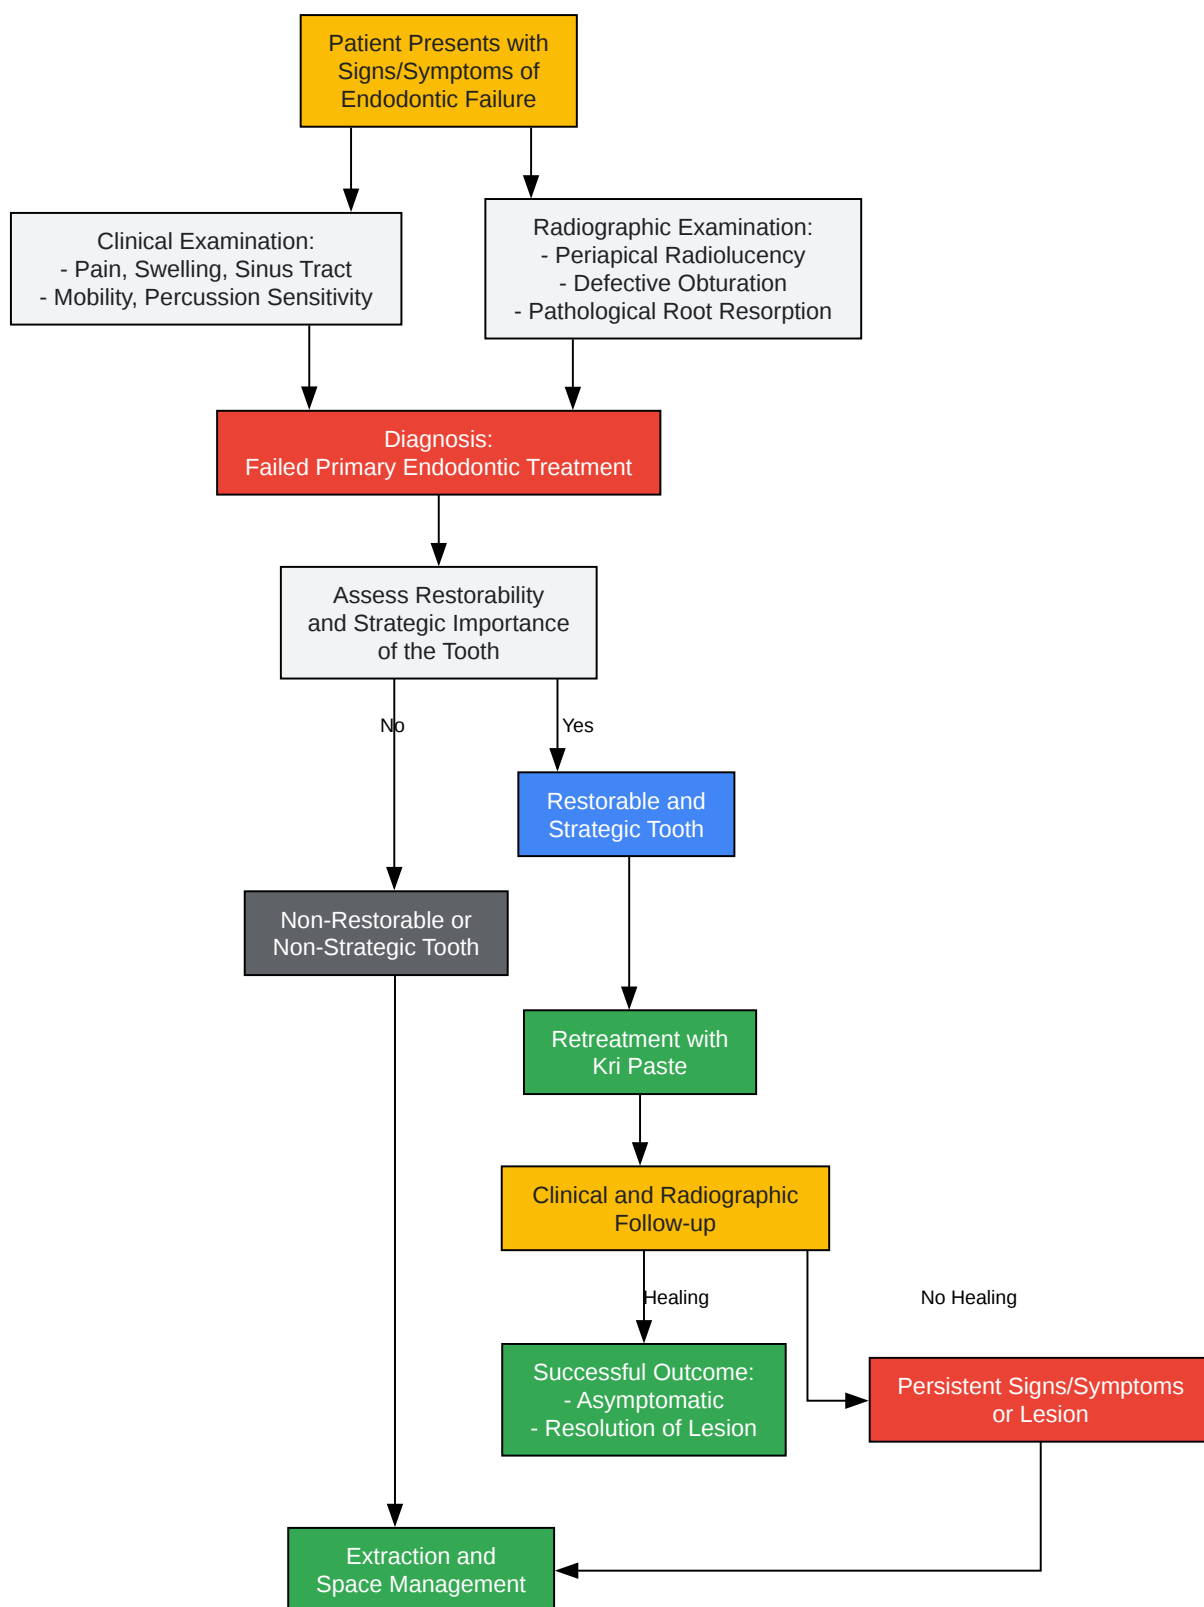 Patient Presents with
Signs/Symptoms of
Endodontic Failure
Clinical Examination:
- Pain, Swelling, Sinus Tract
- Mobility, Percussion Sensitivity
Radiographic Examination:
- Periapical Radiolucency
- Defective Obturation
- Pathological Root Resorption
Diagnosis:
Failed Primary Endodontic Treatment
Assess Restorability
and Strategic Importance
of the Tooth
No
Yes
Restorable and
Strategic Tooth
Non-Restorable or
Non-Strategic Tooth
Retreatment with
Kri Paste
Clinical and Radiographic
Follow-up
Healing
No Healing
Successful Outcome:
- Asymptomatic
- Resolution of Lesion
Persistent Signs/Symptoms
or Lesion
Extraction and
Space Management